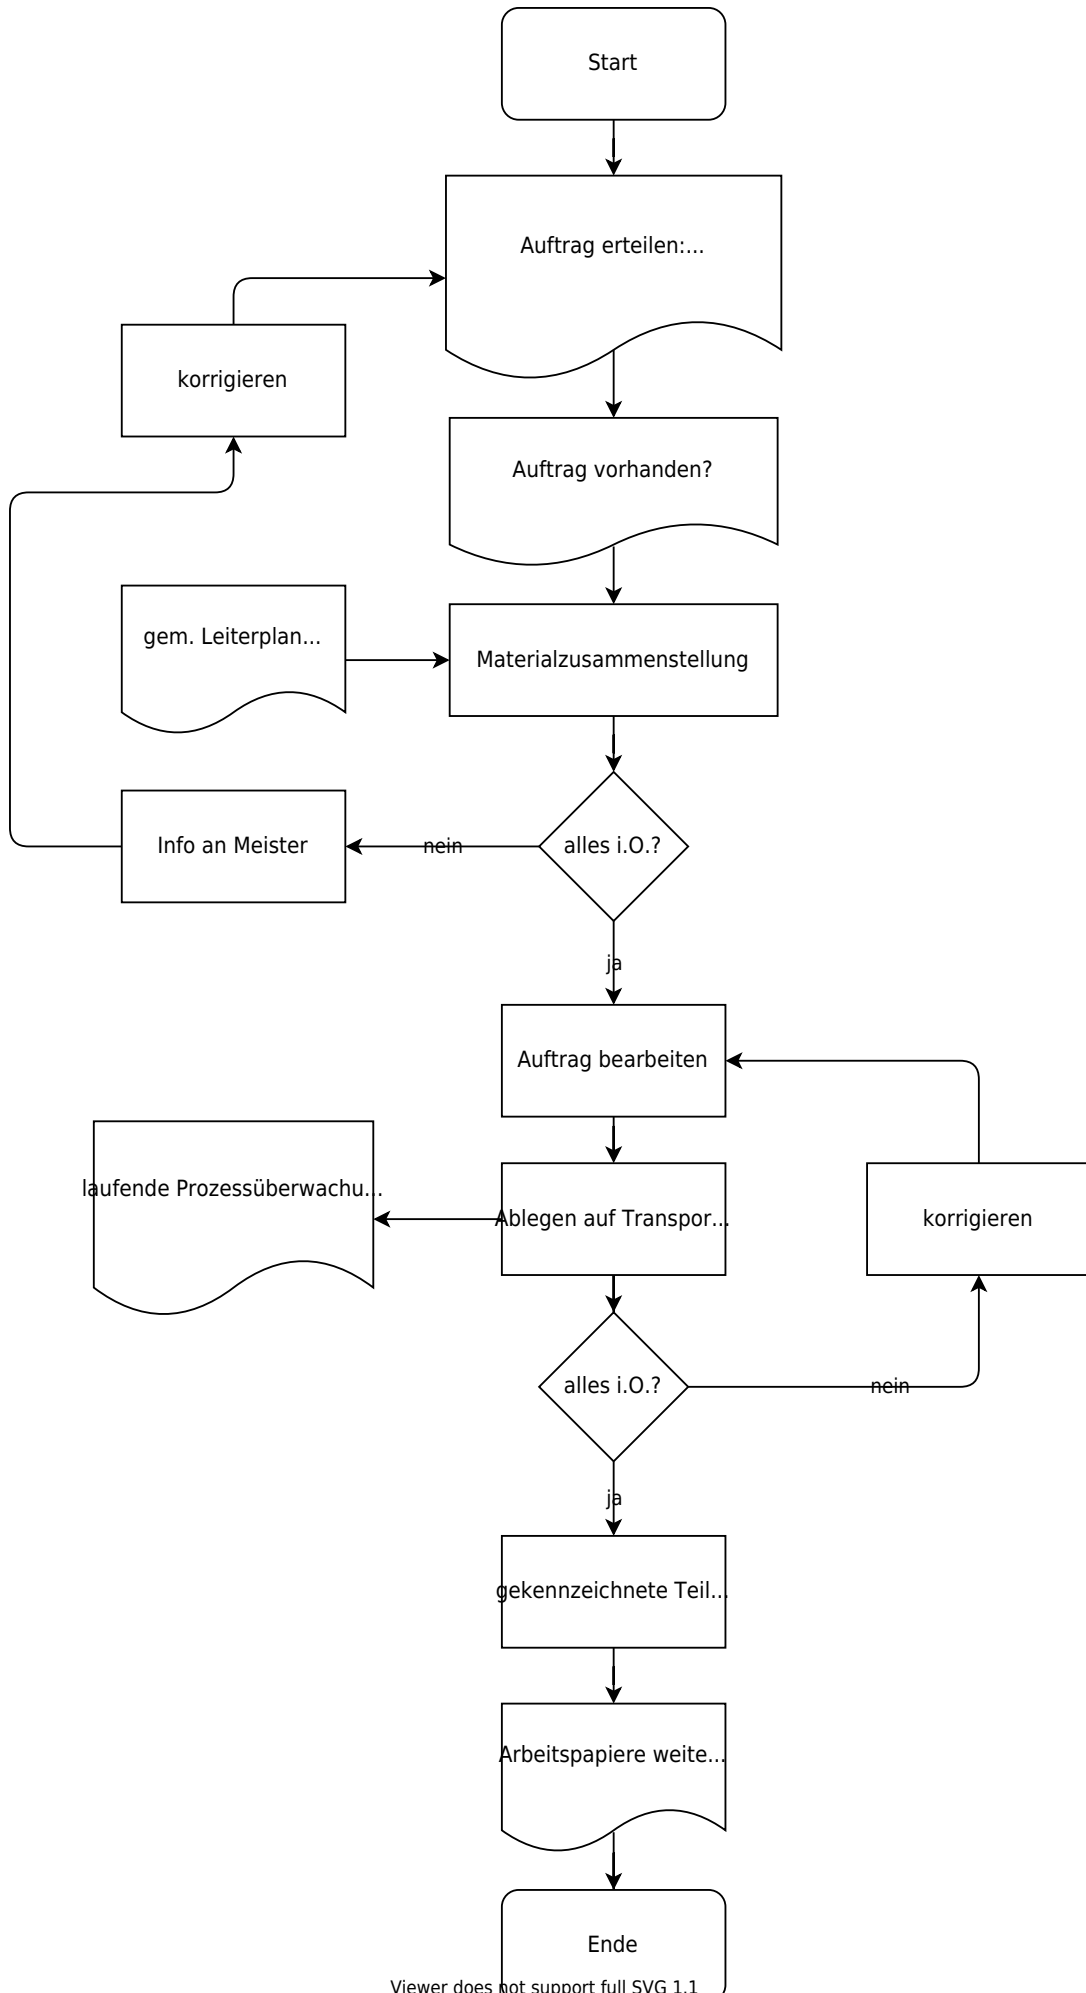 Start
Auftrag erteilen:...
korrigieren
Auftrag vorhanden?
gem. Leiterplan...
Materialzusammenstellung
Info an Meister
nein
alles i.O.?
ja
Auftrag bearbeiten
laufende Prozessüberwachu...
Ablegen auf Transpor...
korrigieren
alles i.O.?
nein
ja
gekennzeichnete Teil...
Arbeitspapiere weite...
Ende
Viewer does not support full SVG 1.1